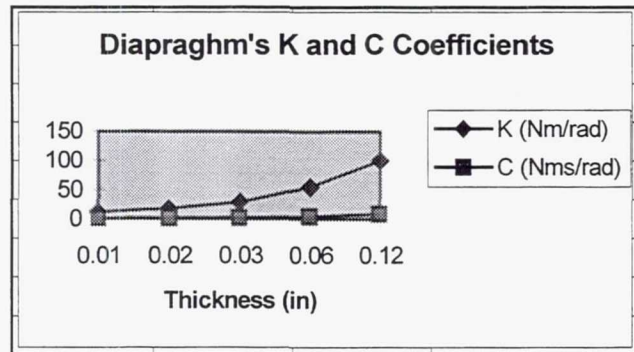 Diapraghm's K and C Coefficients
150
100
50
0
0.01 0.02 0.03 0.06 0.12
Thickness (in)
K (Nm/rad)
C (Nms/rad)